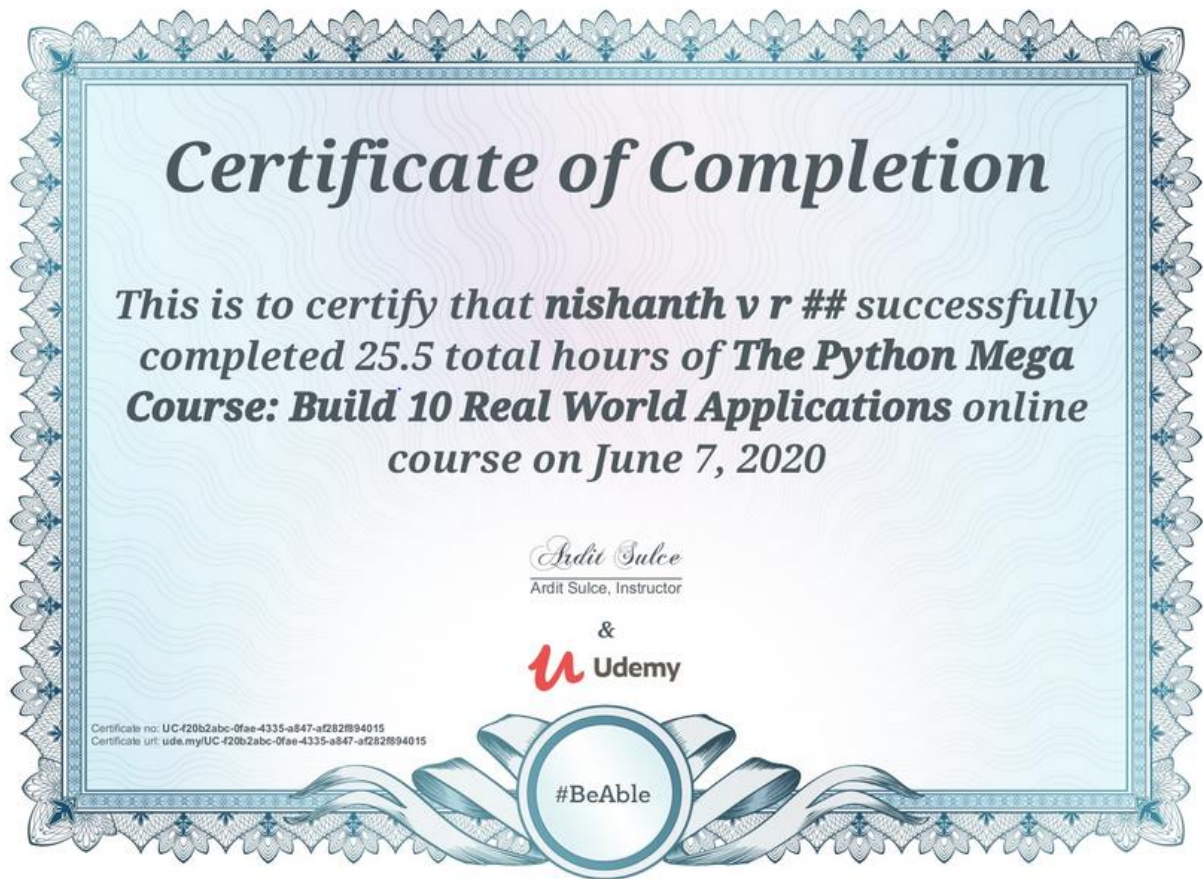 Certificate of Completion
This is to certify that nishanth v r ## successfully
completed 25.5 total hours of The Python Mega
Course: Build 10 Real World Applications online
course on June 7, 2020
Ardit Sulce
Ardit Sulce, Instructor
&
Udemy
Certificate no: UC-f20b2abc-0fae-4335-a847-af282f894015
Certificate url: ude.my/UC-f20b2abc-0fae-4335-a847-af282f894015
#BeAble